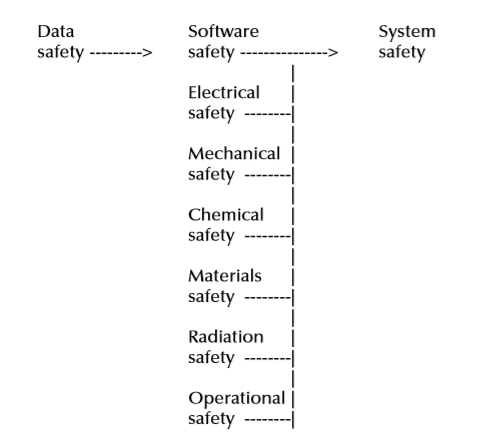 Data Software System
safety ---------> safety ---------------> safety
|
Electrical |
safety --------|
|
Mechanical |
safety --------|
|
Chemical |
safety --------|
|
Materials |
safety --------|
|
Radiation |
safety --------|
|
Operational |
safety --------|